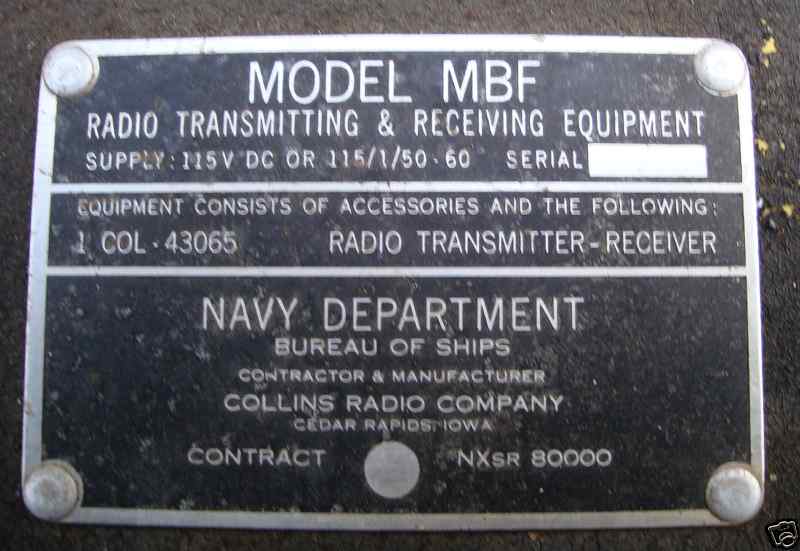 MODEL MBF
RADIO TRANSMITTING & RECEIVING EQUIPMENT
SUPPLY: 115V DC OR 115/1/50-60 SERIAL
EQUIPMENT CONSISTS OF ACCESSORIES AND THE FOLLOWING:
1 COL-43065 RADIO TRANSMITTER-RECEIVER
NAVY DEPARTMENT
BUREAU OF SHIPS
CONTRACTOR & MANUFACTURER
COLLINS RADIO COMPANY
CEDAR RAPIDS, IOWA
CONTRACT NXSR 80000